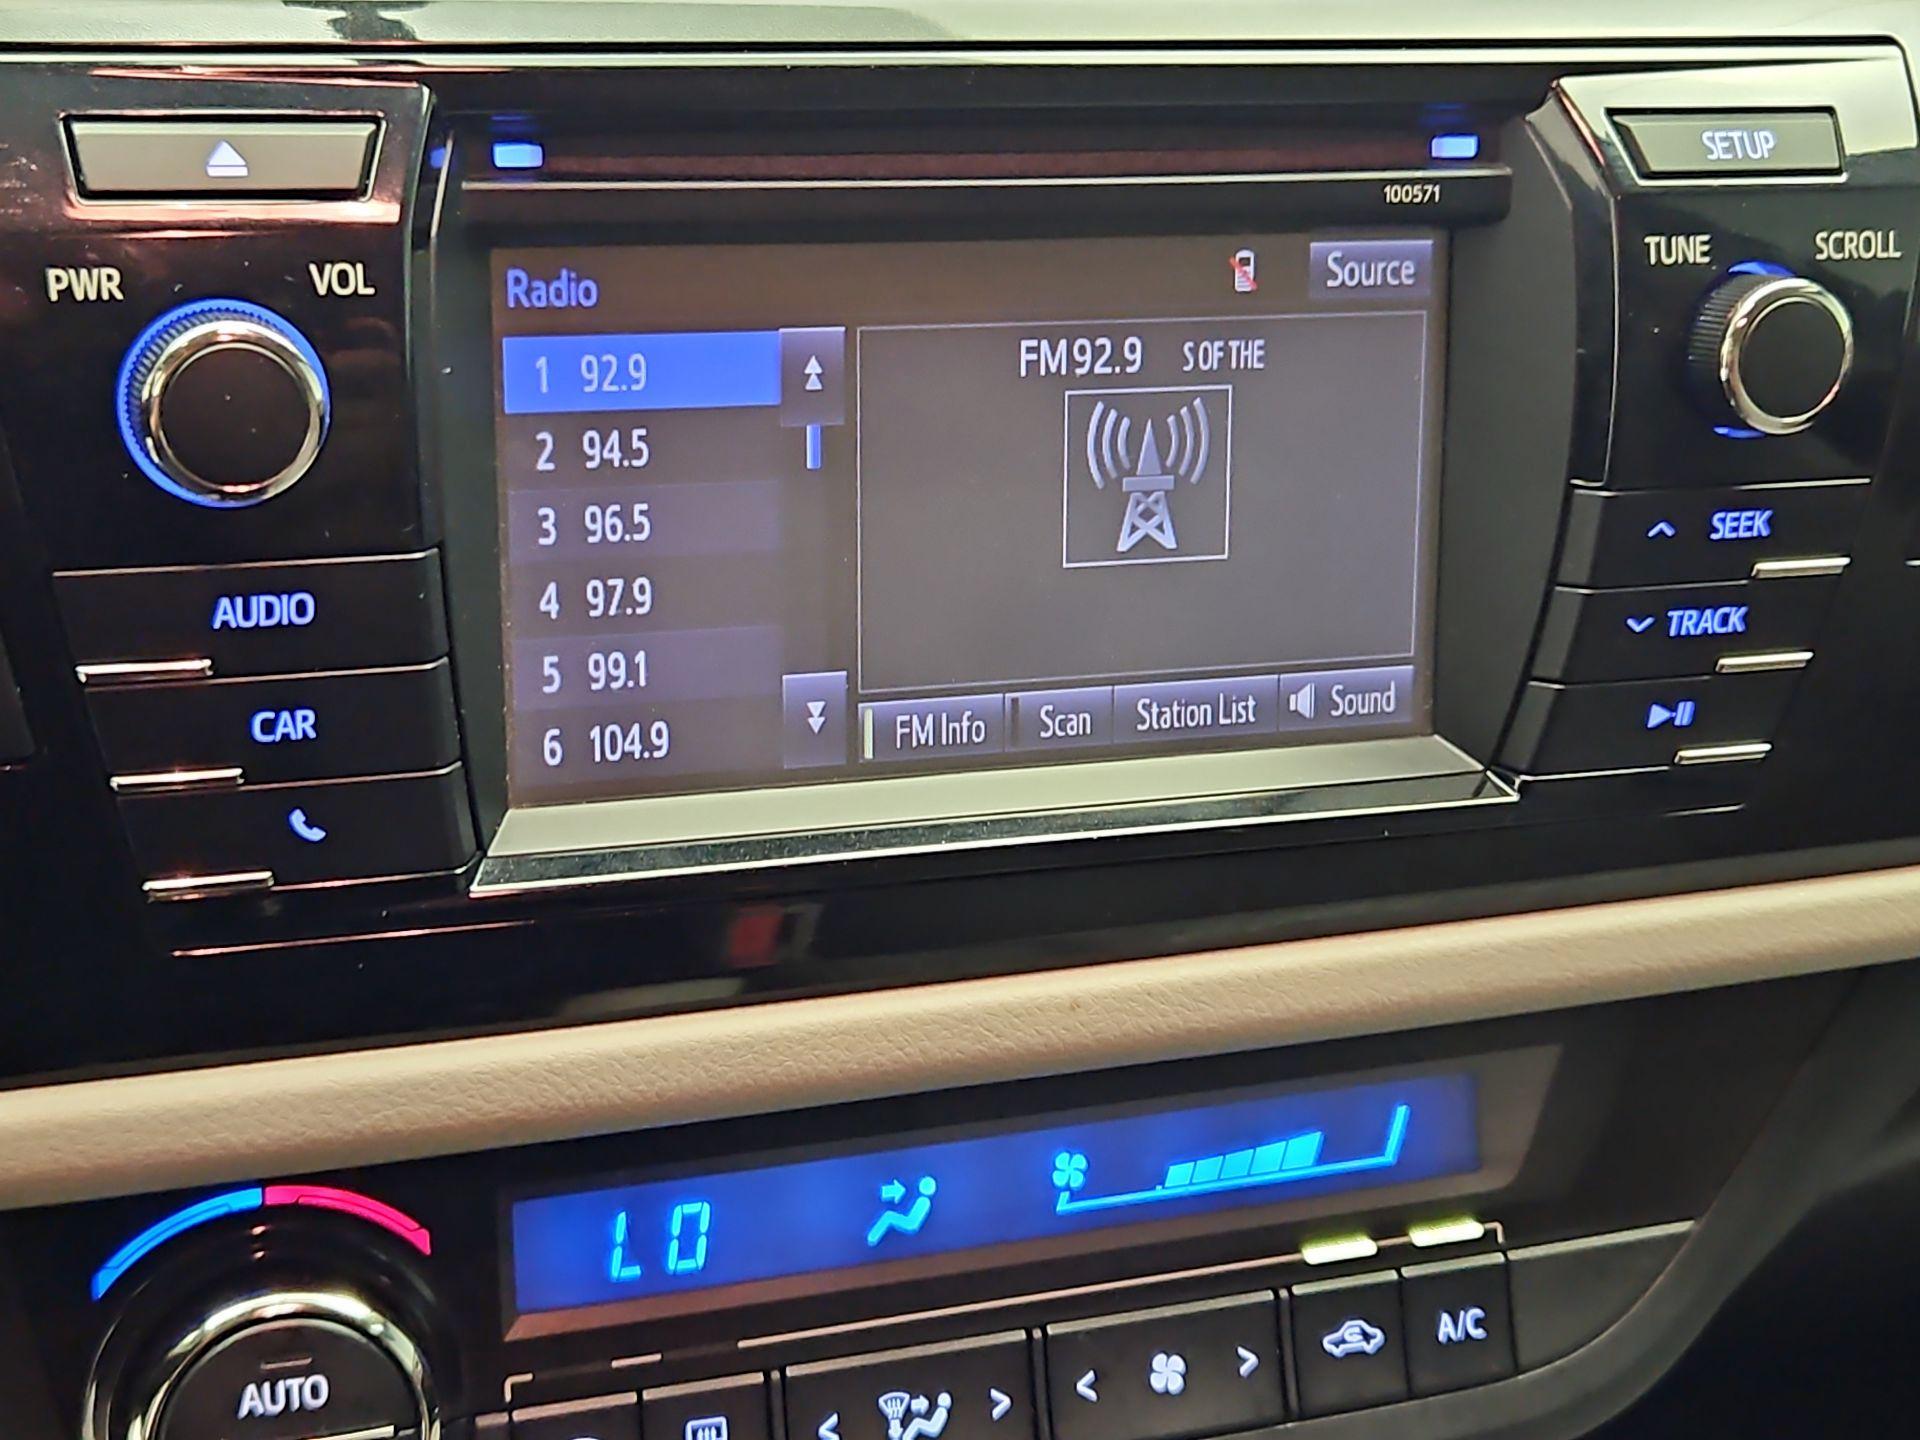 SETUP
100571
PWR VOL
TUNE SCROLL
Radio
Source
FM92.9 S OF THE
1 92.9
2 94.5
3 96.5
4 97.9
5 99.1
6 104.9
FM Info
Scan
Station List
Sound
AUDIO
CAR
SEEK
TRACK
LO
AUTO
A/C